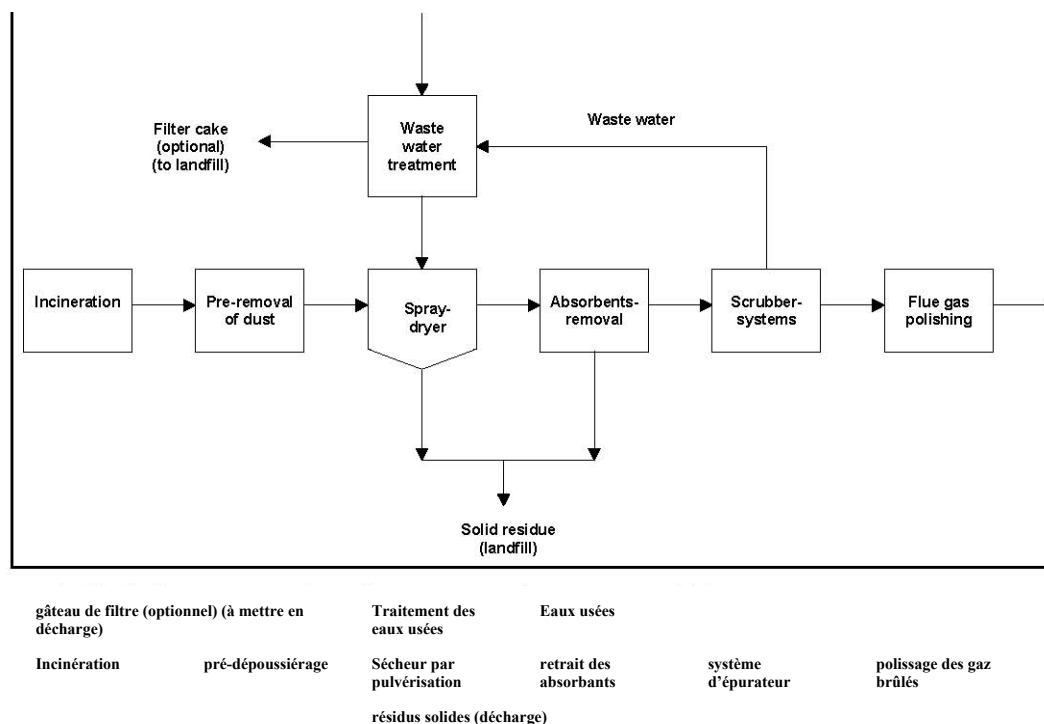 Waste water
Filter cake
(optional)
(to landfill)
Waste
water
treatment
Incineration
Pre-removal
of dust
Spray-
dryer
Absorbents-
removal
Scrubber-
systems
Flue gas
polishing
Solid residue
(landfill)
gâteau de filtre (optionnel) (à mettre en
décharge)
Traitement des
eaux usées
Eaux usées
Incinération
pré-dépoussiérage
Sécheur par
pulvérisation
retrait des
absorbants
système
d’épurateur
polissage des gaz
brûlés
résidus solides (décharge)